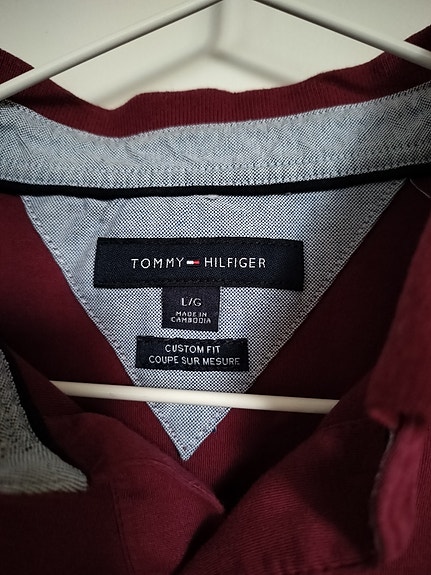 TOMMY HILFIGER
L/G
MADE IN
CAMBODIA
CUSTOM FIT
COUPE SUR MESURE